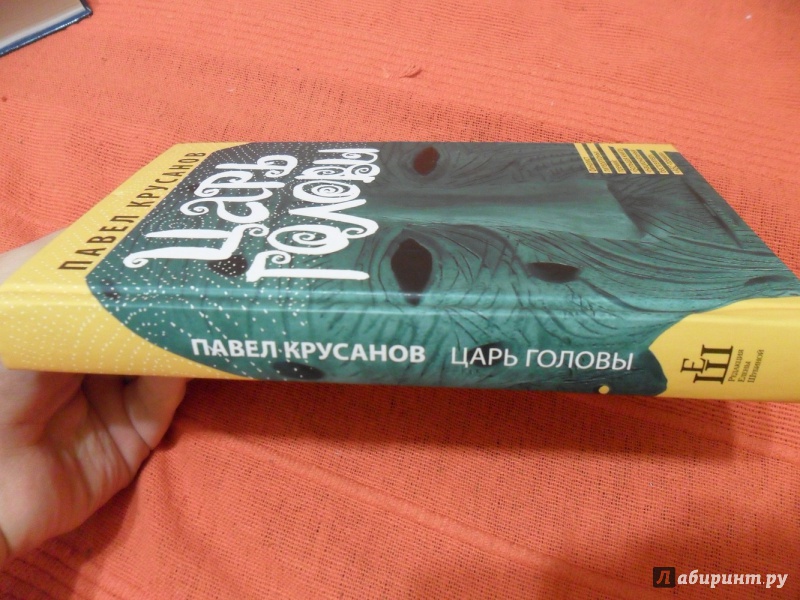 ПАВЕЛ КРУСАНОВ
Царь
головы
ПАВЕЛ КРУСАНОВ ЦАРЬ ГОЛОВЫ
ЕШ
Редакция
Елены
Шубиной
Лабиринт.ру